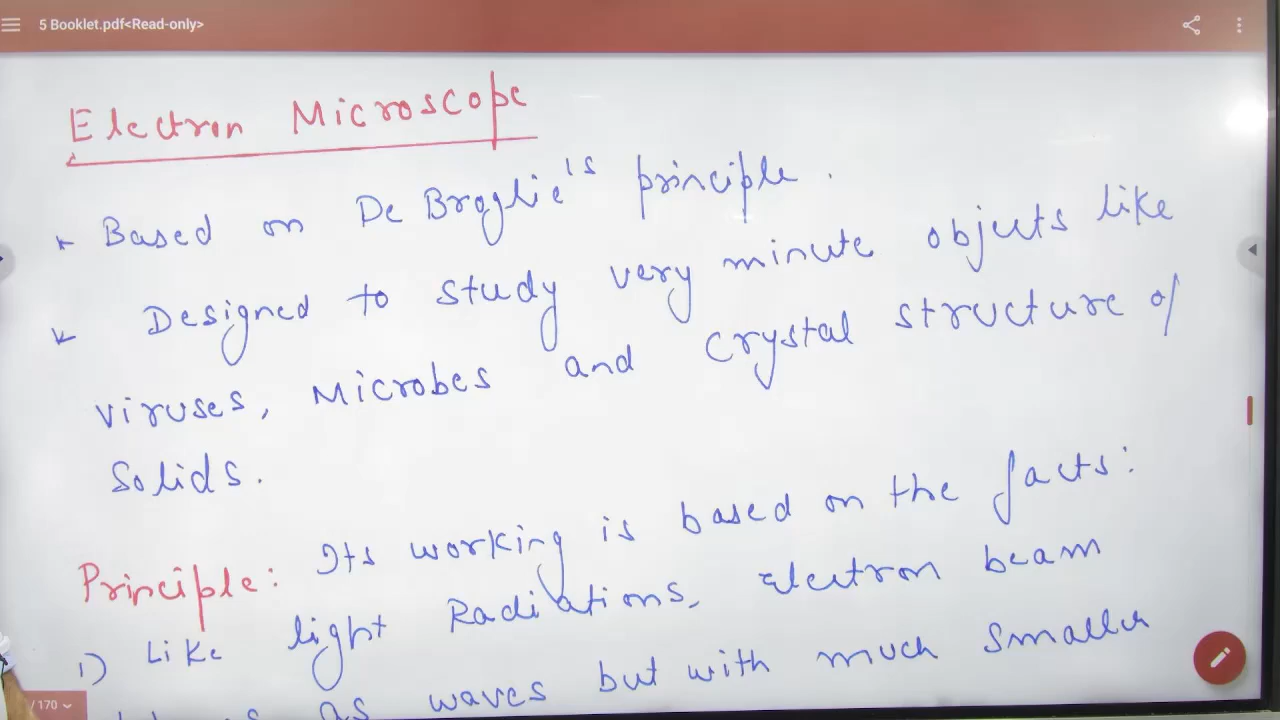 5 Booklet.pdf<Read-only>
Electron Microscope
* Based on De Broglie's principle.
* Designed to study very minute objects like
viruses, Microbes and crystal structure of
Solids.
Principle: Its working is based on the facts:
1) Like light Radiations, Electron beam
as waves but with much smaller
/ 170